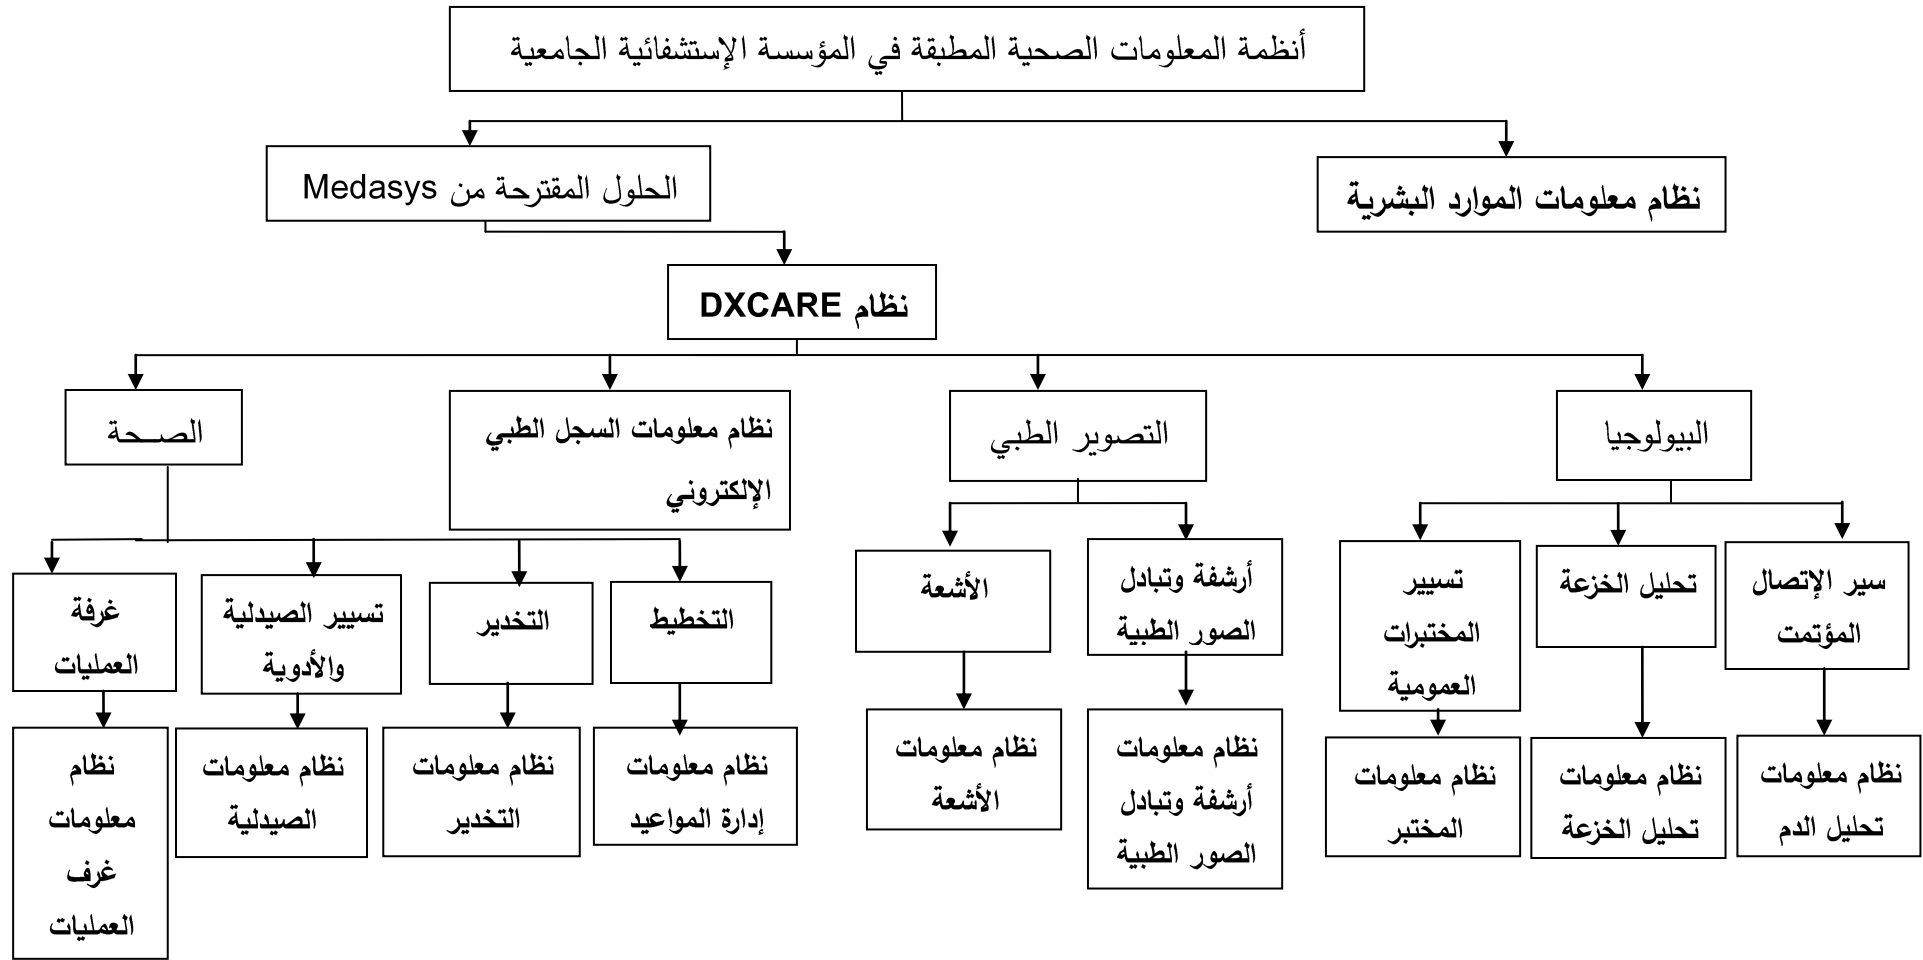 أنظمة المعلومات الصحية المطبقة في المؤسسة الإستشفائية الجامعية
نظام معلومات الموارد البشرية
الحلول المقترحة من Medasys
نظام DXCARE
البيولوجيا
التصوير الطبي
نظام معلومات السجل الطبي
الإلكتروني
الصــحة
سير الإتصال
المؤتمت
تحليل الخزعة
تسيير
المختبرات
العمومية
أرشفة وتبادل
الصور الطبية
الأشعة
التخطيط
التخدير
تسيير الصيدلية
والأدوية
غرفة
العمليات
نظام معلومات
تحليل الدم
نظام معلومات
تحليل الخزعة
نظام معلومات
المختبر
نظام معلومات
أرشفة وتبادل
الصور الطبية
نظام معلومات
الأشعة
نظام معلومات
إدارة المواعيد
نظام معلومات
التخدير
نظام معلومات
الصيدلية
نظام
معلومات
غرف
العمليات